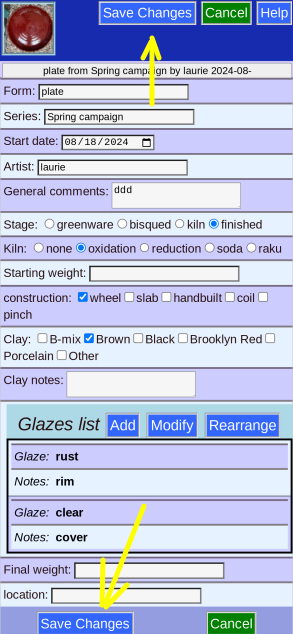 Save Changes Cancel Help
plate from Spring campaign by laurie 2024-08-
Form: plate
Series: Spring campaign
Start date: 08/18/2024
Artist: laurie
General comments: ddd
Stage: greenware bisqued kiln finished
Kiln: none oxidation reduction soda raku
Starting weight:
construction: wheel slab handbuilt coil
pinch
Clay: B-mix Brown Black Brooklyn Red
Porcelain Other
Clay notes:
Glazes list Add Modify Rearrange
Glaze: rust
Notes: rim
Glaze: clear
Notes: cover
Final weight:
location:
Save Changes Cancel